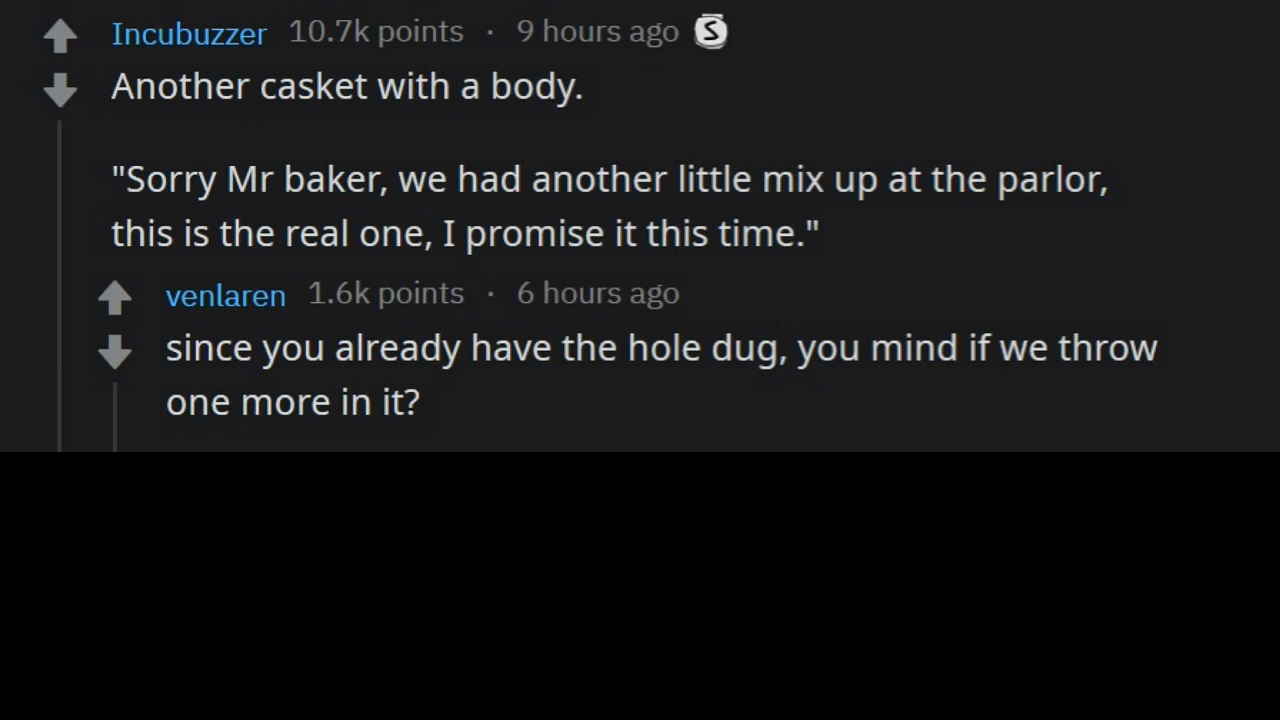 Incubuzzer 10.7k points · 9 hours ago S
Another casket with a body.
"Sorry Mr baker, we had another little mix up at the parlor,
this is the real one, I promise it this time."
venlaren 1.6k points · 6 hours ago
since you already have the hole dug, you mind if we throw
one more in it?